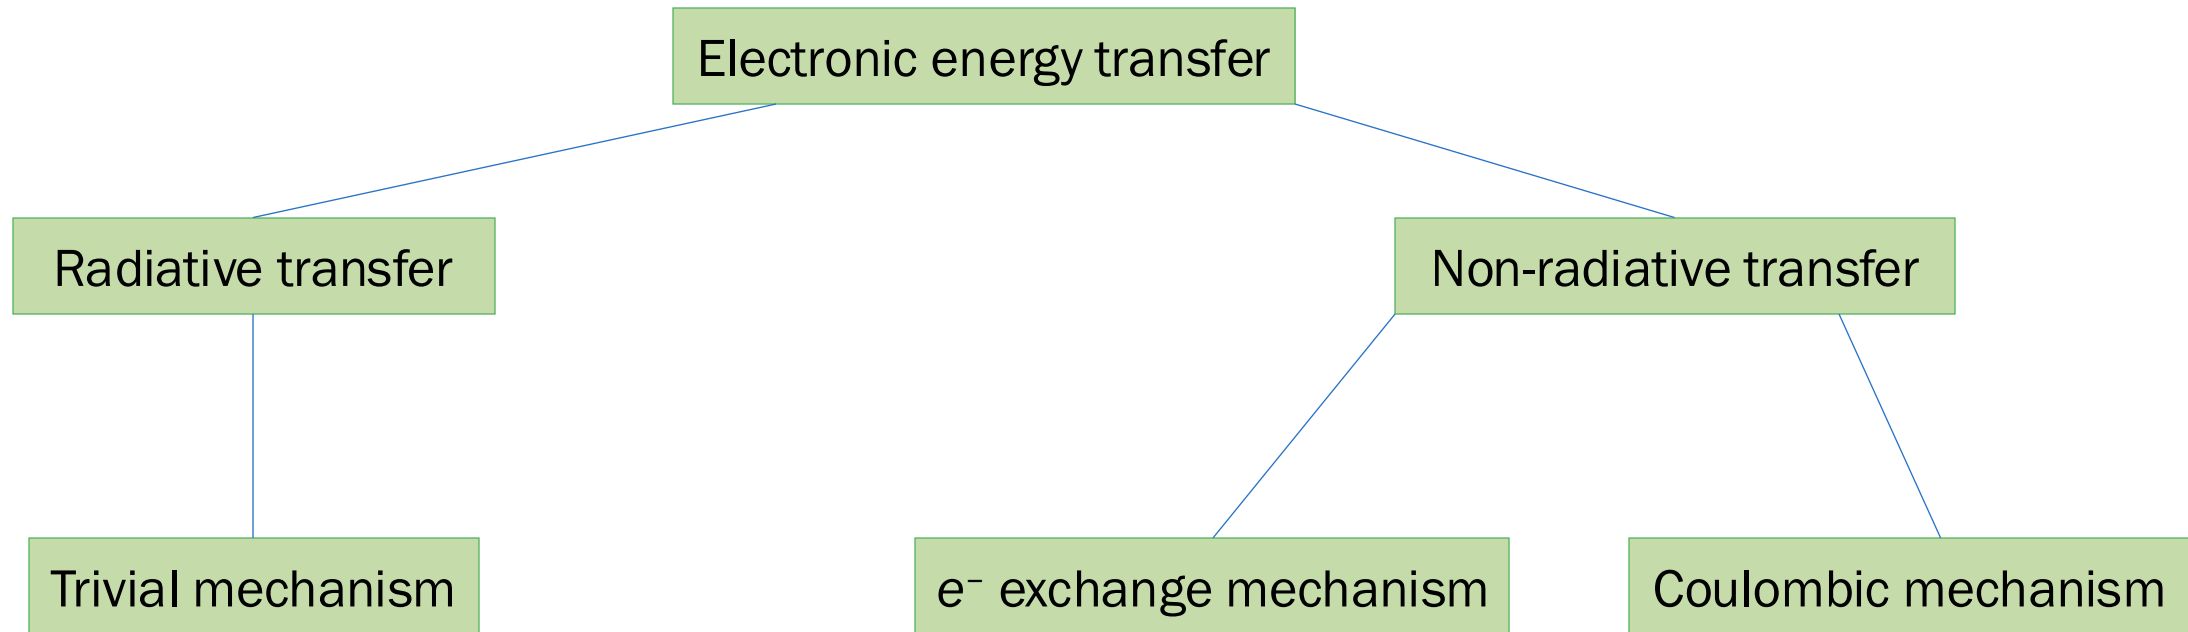 Electronic energy transfer
Radiative transfer
Non-radiative transfer
Trivial mechanism
e⁻ exchange mechanism
Coulombic mechanism